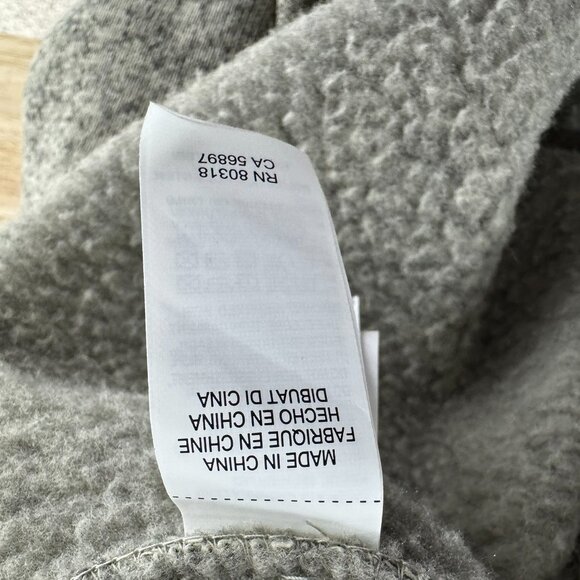 MADE IN CHINA
FABRIQUE EN CHINE
HECHO EN CHINA
DIBUAT DI CINA
RN 80318
CA 56897